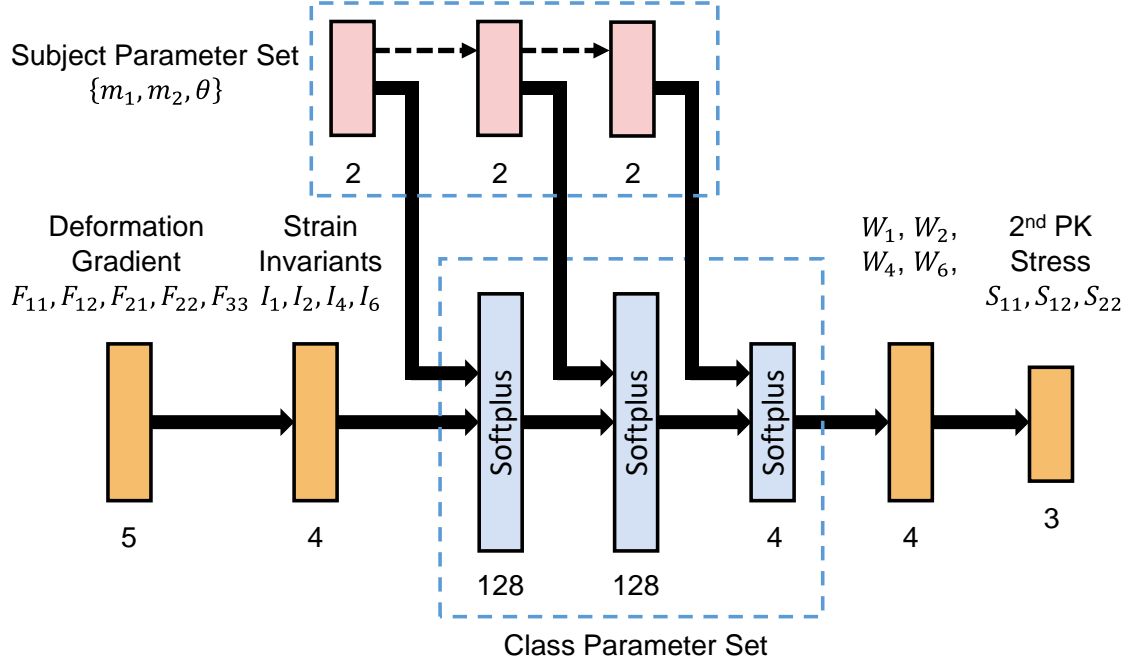 Subject Parameter Set
{m₁, m₂, θ}
2
2
2
Deformation
Gradient
F₁₁, F₁₂, F₂₁, F₂₂, F₃₃
Strain
Invariants
I₁, I₂, I₄, I₆
W₁, W₂,
W₄, W₆,
2ⁿᵈ PK
Stress
S₁₁, S₁₂, S₂₂
Softplus
Softplus
Softplus
5
4
128
128
4
4
3
Class Parameter Set